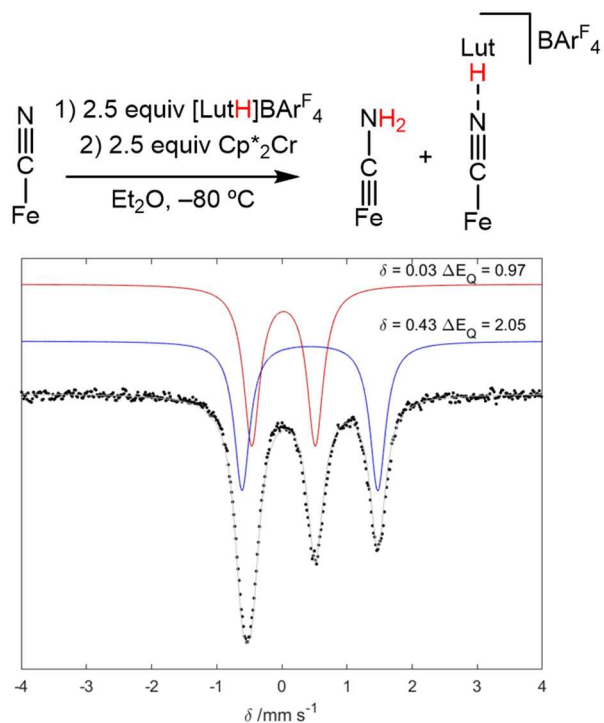 N
C
Fe
1) 2.5 equiv [LutH]BArF4
2) 2.5 equiv Cp*2Cr
Et2O, –80 ºC
NH2
C
Fe
+
Lut
H
N
C
Fe
BArF4
δ = 0.03 ΔEQ = 0.97
δ = 0.43 ΔEQ = 2.05
-4 -3 -2 -1 0 1 2 3 4
δ /mm s-1